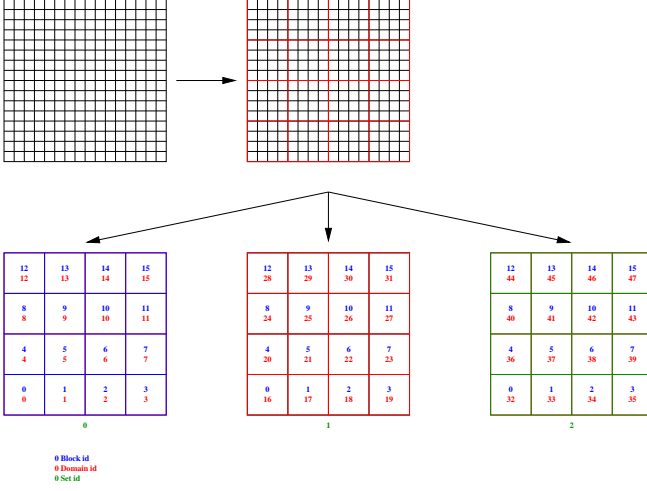 12 13 14 15 12 13 14 15 12 13 14 15
12 13 14 15 28 29 30 31 44 45 46 47
8 9 10 11 8 9 10 11 8 9 10 11
8 9 10 11 24 25 26 27 40 41 42 43
4 5 6 7 4 5 6 7 4 5 6 7
4 5 6 7 20 21 22 23 36 37 38 39
0 1 2 3 0 1 2 3 0 1 2 3
0 1 2 3 16 17 18 19 32 33 34 35
0 1 2
0 Block id
0 Domain id
0 Set id